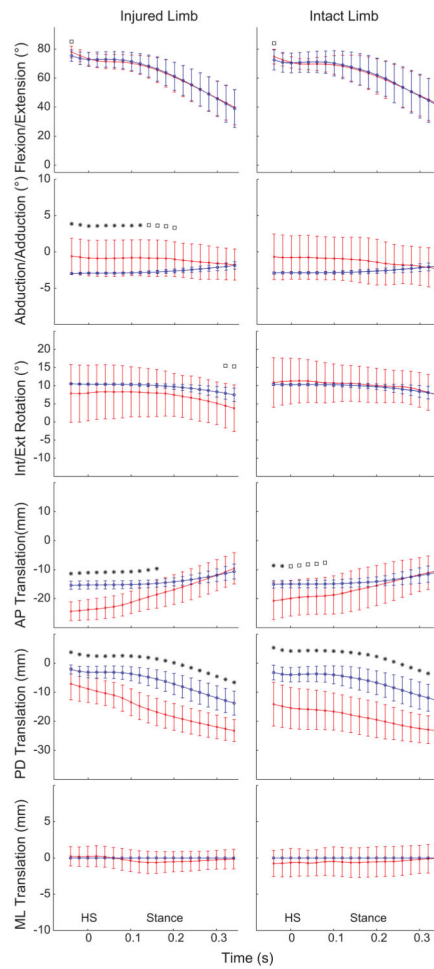 Injured Limb
Intact Limb
Flexion/Extension (°)
80
60
40
20
0
Abduction/Adduction (°)
10
5
0
-5
Int/Ext Rotation (°)
20
15
10
5
0
-5
AP Translation(mm)
10
0
-10
-20
PD Translation (mm)
0
-10
-20
-30
ML Translation (mm)
5
0
-5
-10
HS
Stance
HS
Stance
0
0.1
0.2
0.3
0
0.1
0.2
0.3
Time (s)